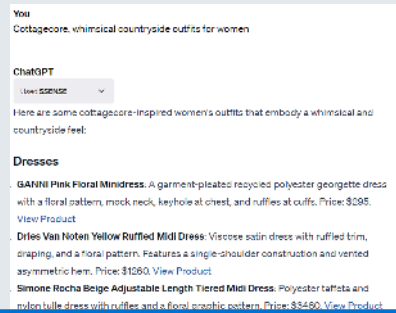 You
Cottagecore, whimsical countryside outfits for women
ChatGPT
Used SSENSE
Here are some cottagecore-inspired women's outfits that embody a whimsical and
countryside feel:
Dresses
GANNI Pink Floral Minidress. A garment-pleated recycled polyester georgette dress
with a floral pattern, mock neck, keyhole at chest, and ruffles at cuffs. Price: $295.
View Product
Dries Van Noten Yellow Ruffled Midi Dress: Viscose satin dress with ruffled trim,
draping, and a floral pattern. Features a single-shoulder construction and vented
asymmetric hem. Price: $1260. View Product
Simone Rocha Beige Adjustable Length Tiered Midi Dress. Polyester taffeta and
nylon tulle dress with ruffles and a floral graphic pattern. Price: $3460. View Product